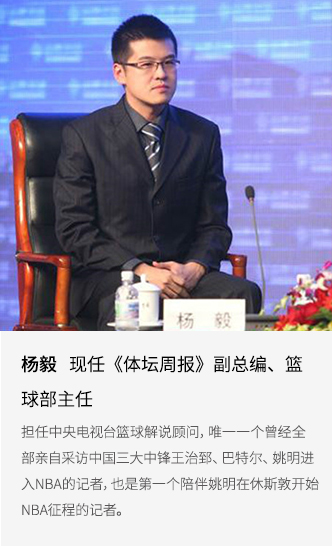 杨 毅
杨毅 现任《体坛周报》副总编、篮
球部主任
担任中央电视台篮球解说顾问，唯一一个曾经全
部亲自采访中国三大中锋王治郅、巴特尔、姚明进
入NBA的记者，也是第一个陪伴姚明在休斯敦开始
NBA征程的记者。